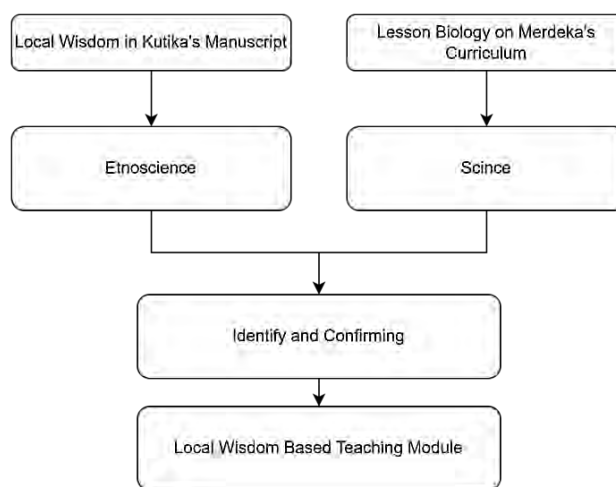 Local Wisdom in Kutika's Manuscript
Lesson Biology on Merdeka's
Curriculum
Etnoscience
Scince
Identify and Confirming
Local Wisdom Based Teaching Module